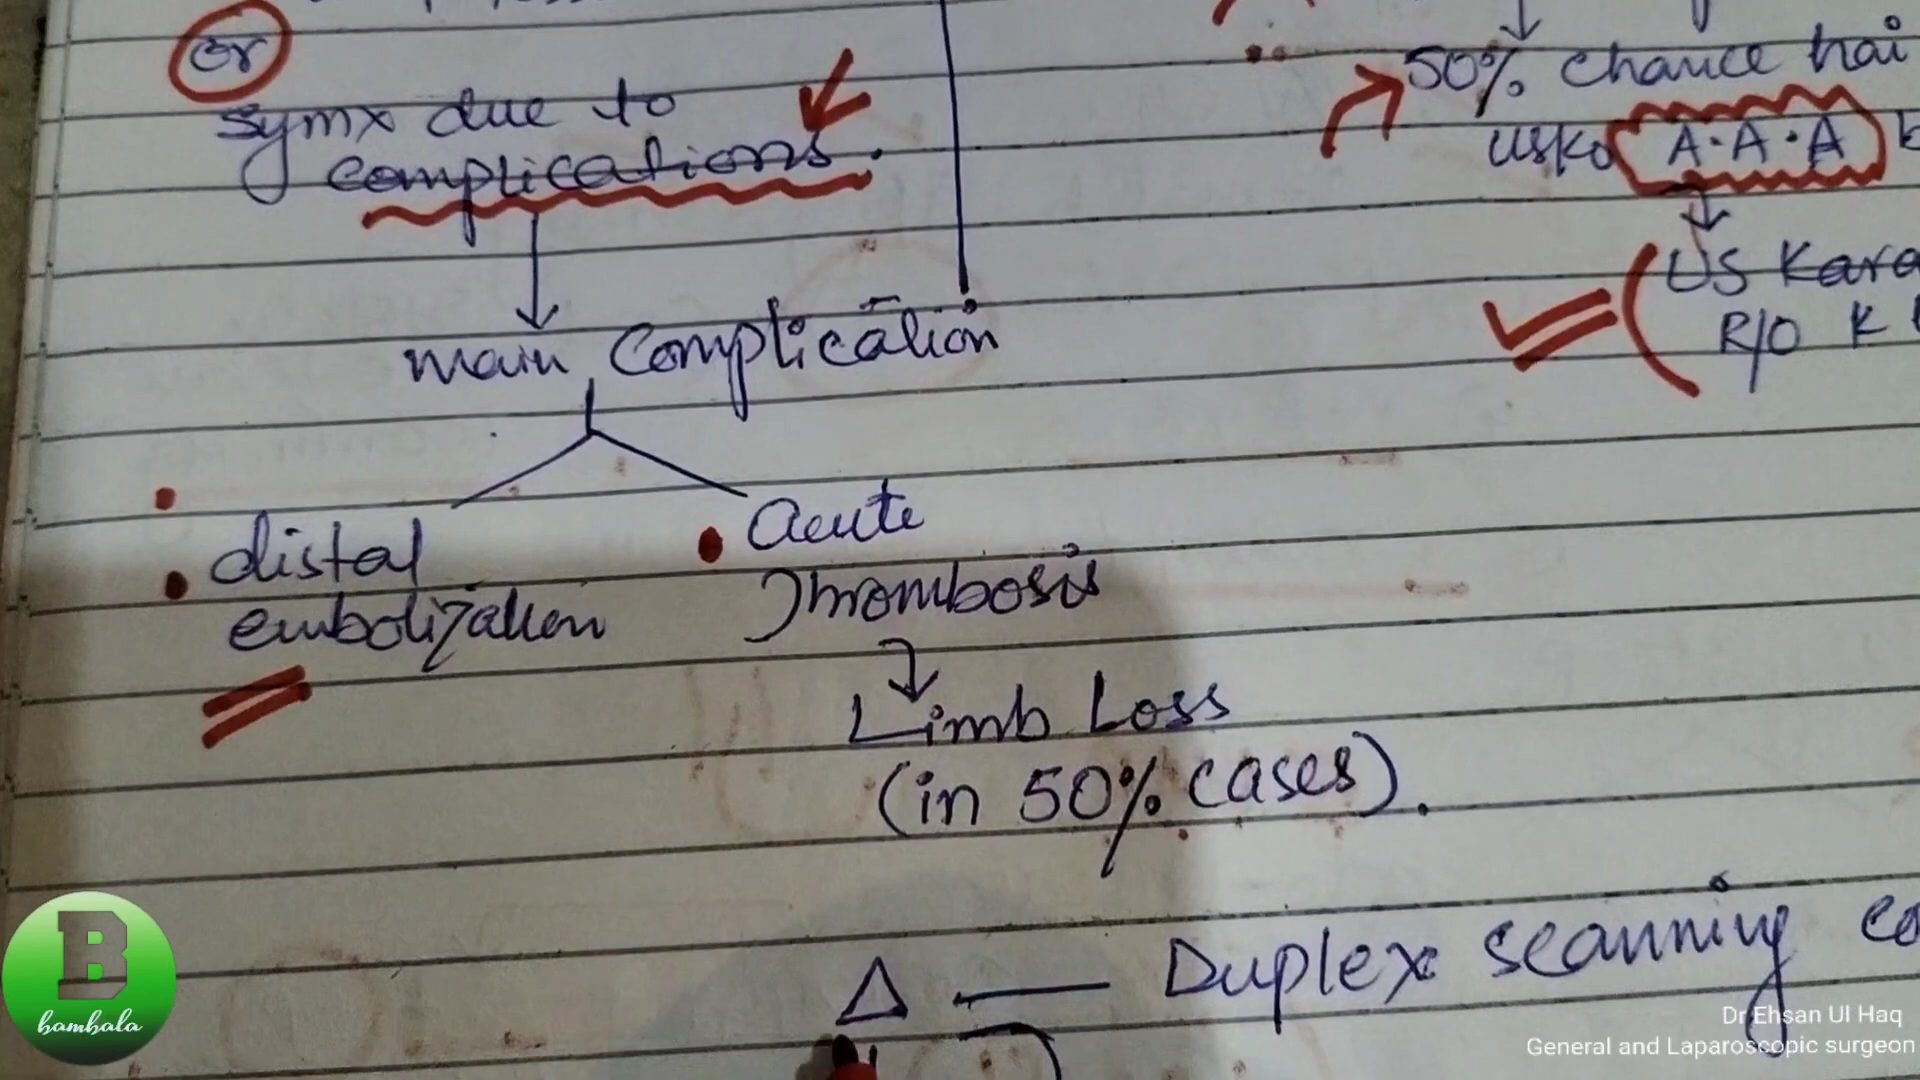 or
symx due to
complications.
main Complication
distal
embolization
Acute
Thrombosis
Limb Loss
(in 50% cases).
50% chance hai
usko A.A.A
US Kara
R/O K
Δ — Duplex scanning
B
bambala
Dr Ehsan Ul Haq
General and Laparoscopic surgeon